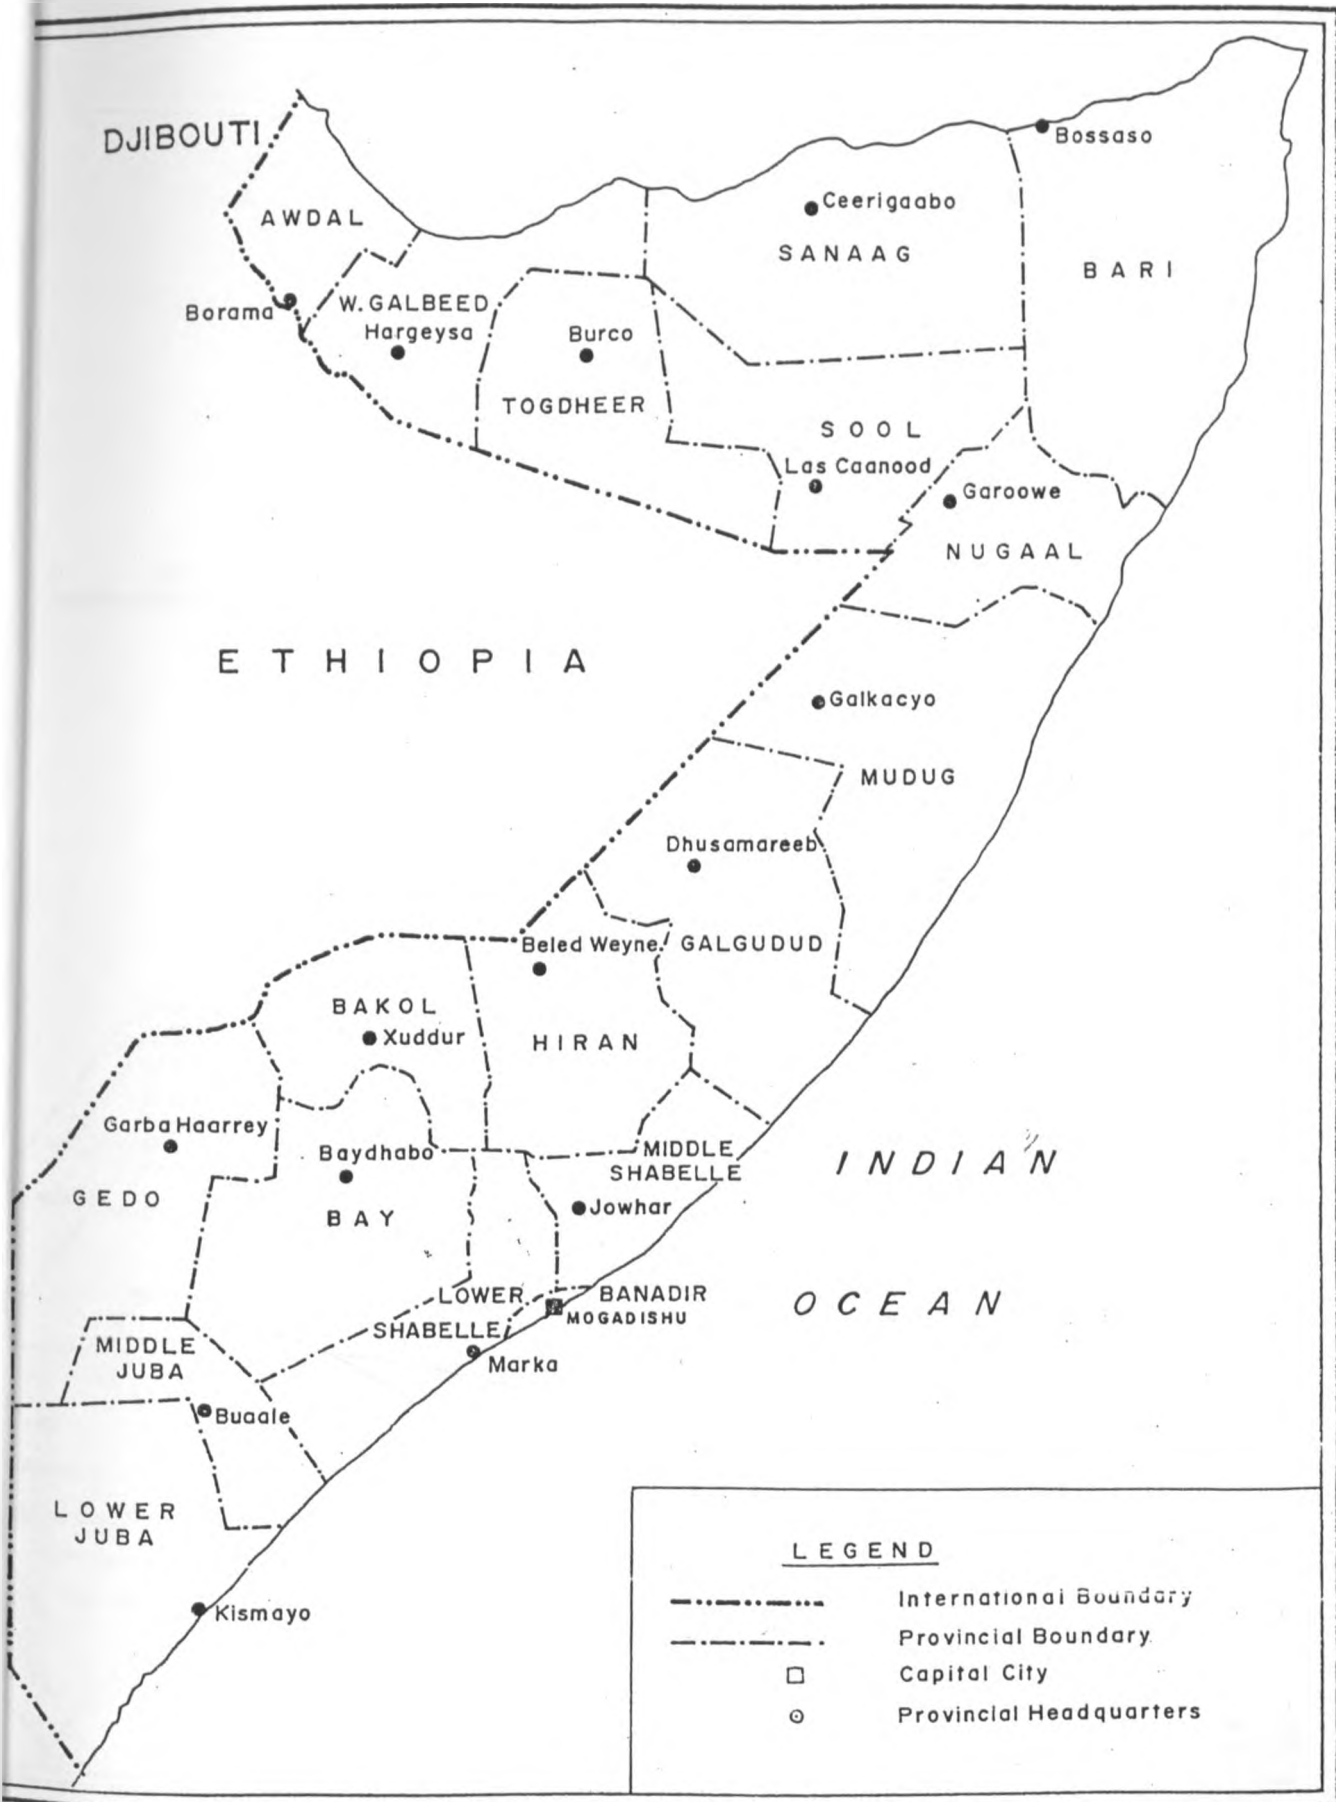 DJIBOUTI
Bossaso
Ceerigaabo
AWDAL
SANAAG
BARI
Borama
W. GALBEED
Hargeysa
Burco
TOGDHEER
SOOL
Las Caanood
Garoowe
NUGAAL
ETHIOPIA
Galkacyo
MUDUG
Dhusamareeb
Beled Weyne
GALGUDUD
BAKOL
Xuddur
HIRAN
Garba Haarrey
Baydhabo
MIDDLE
SHABELLE
INDIAN
GEDO
BAY
Jowhar
LOWER
SHABELLE
BANADIR
MOGADISHU
OCEAN
MIDDLE
JUBA
Marka
Buaale
LOWER
JUBA
Kismayo
LEGEND
International Boundary
Provincial Boundary
Capital City
Provincial Headquarters